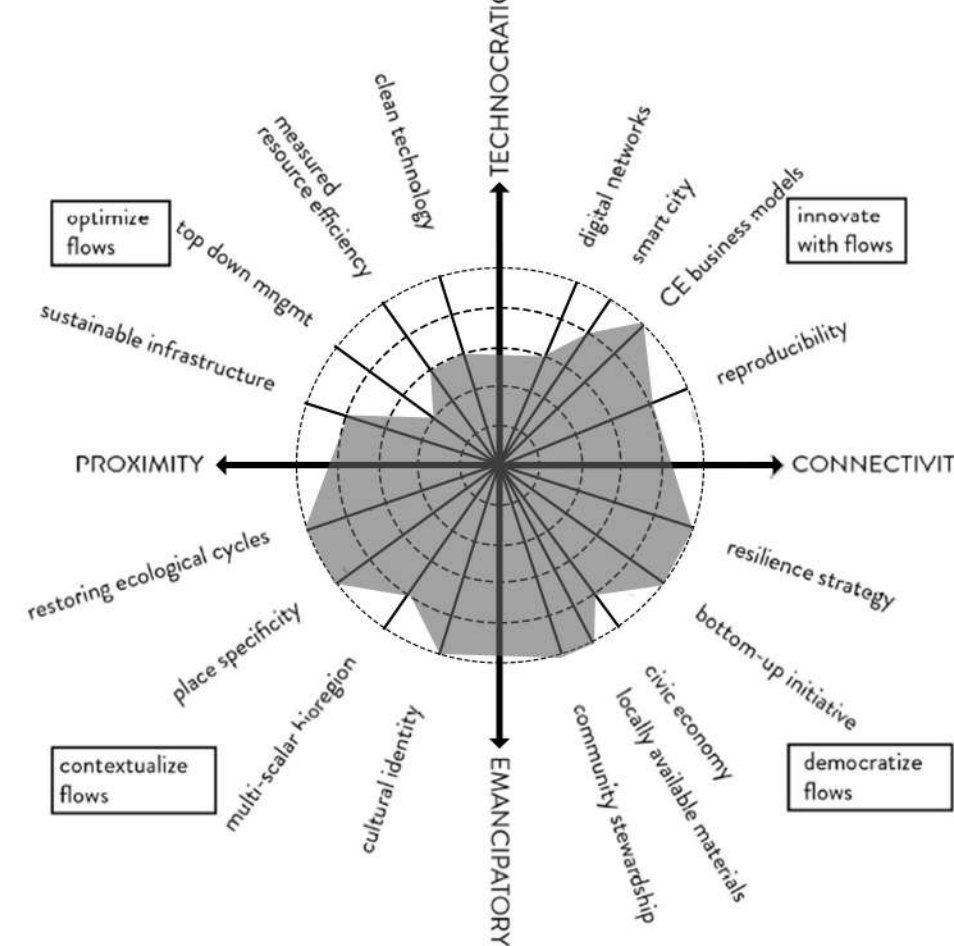 TECHNOCRATI
clean technology
measured
resource efficiency
digital networks
smart city
CE business models
optimize
flows
innovate
with flows
top down mngmt
sustainable infrastructure
reproducibility
PROXIMITY
CONNECTIVIT
restoring ecological cycles
resilience strategy
place specificity
bottom-up initiative
multi-scalar bioregion
civic economy
locally available materials
cultural identity
community stewardship
contextualize
flows
democratize
flows
EMANCIPATORY